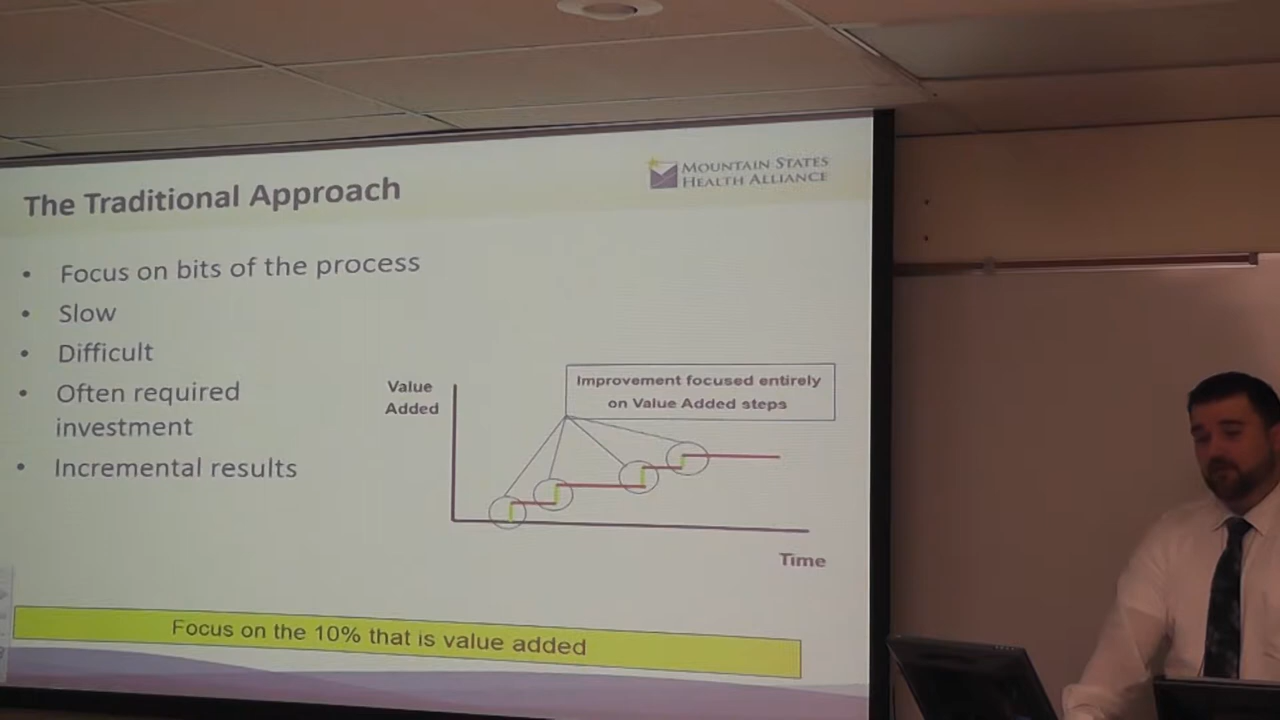 The Traditional Approach
MOUNTAIN STATES
HEALTH ALLIANCE
• Focus on bits of the process
• Slow
• Difficult
• Often required
investment
• Incremental results
Value
Added
Improvement focused entirely
on Value Added steps
Time
Focus on the 10% that is value added